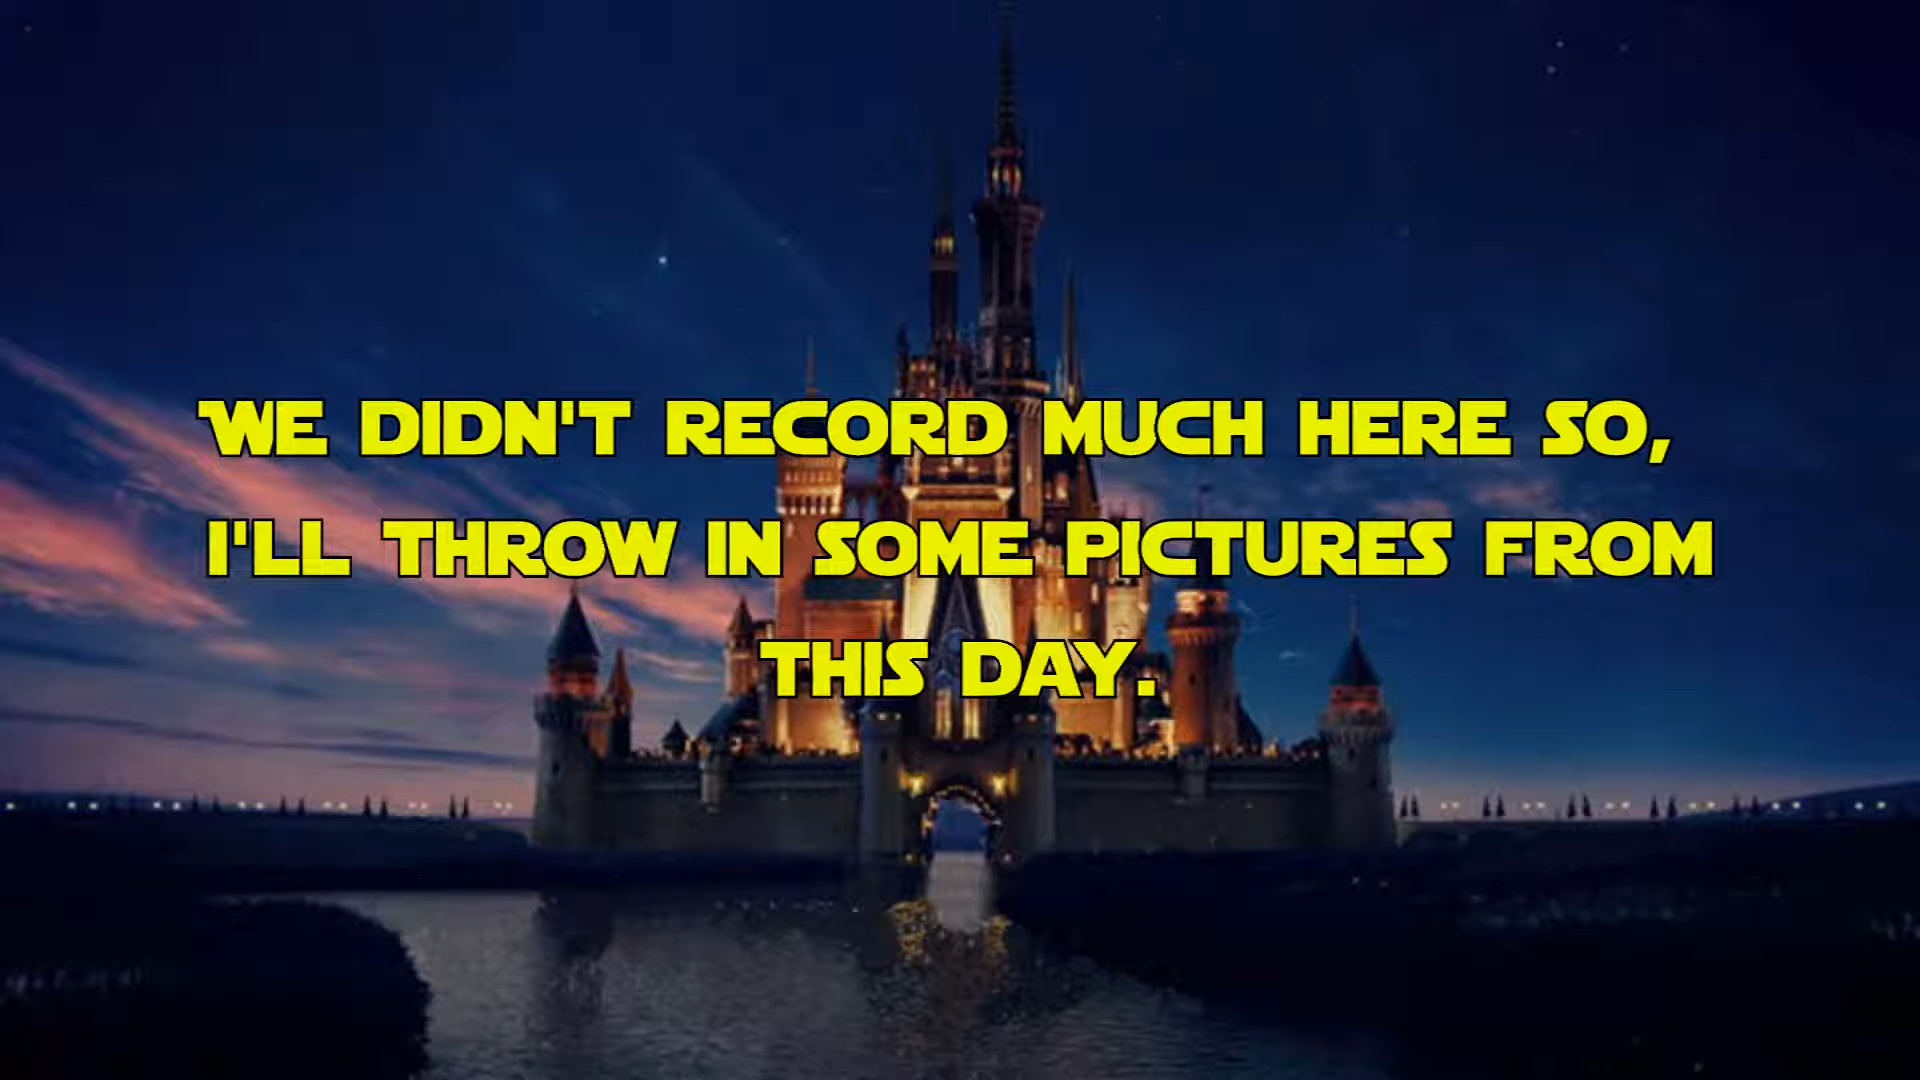 WE DIDN'T RECORD MUCH HERE SO,
I'LL THROW IN SOME PICTURES FROM
THIS DAY.